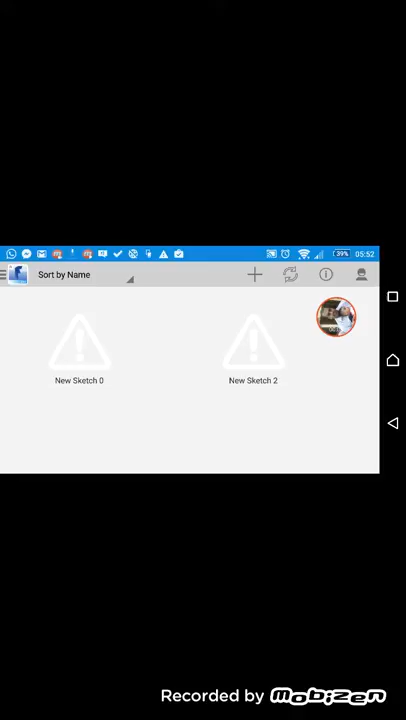 39%
05:52
Sort by Name
New Sketch 0
New Sketch 2
Recorded by mobizen